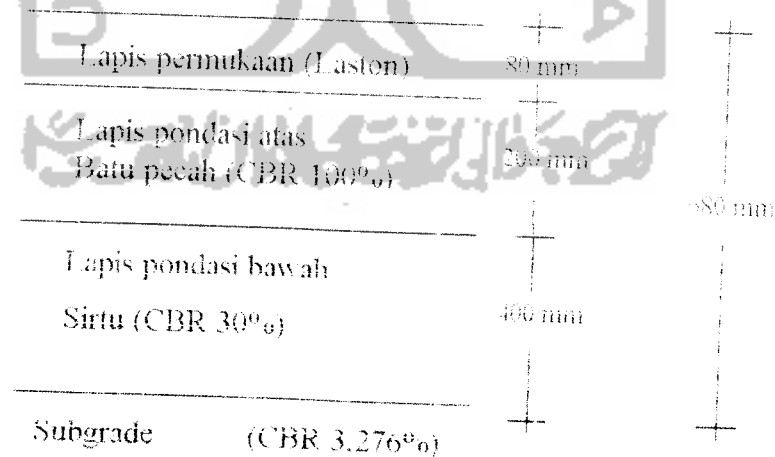 Lapis permukaan (Laston) 80 mm
Lapis pondasi atas
Batu pecah (CBR 100%) 200 mm
680 mm
Lapis pondasi bawah
Sirtu (CBR 30%) 400 mm
Subgrade (CBR 3,276%)